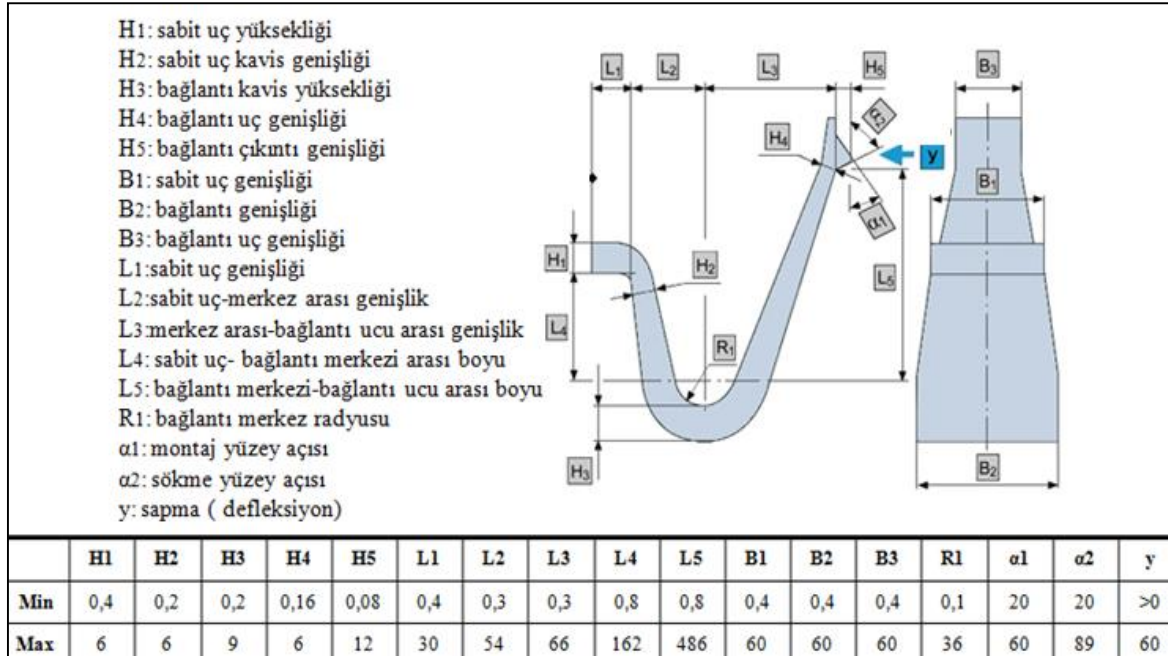 H1: sabit uç yüksekliği
H2: sabit uç kavis genişliği
H3: bağlantı kavis yüksekliği
H4: bağlantı uç genişliği
H5: bağlantı çıkıntı genişliği
B1: sabit uç genişliği
B2: bağlantı genişliği
B3: bağlantı uç genişliği
L1:sabit uç genişliği
L2:sabit uç-merkez arası genişlik
L3:merkez arası-bağlantı ucu arası genişlik
L4: sabit uç- bağlantı merkezi arası boyu
L5: bağlantı merkezi-bağlantı ucu arası boyu
R1: bağlantı merkez radyusu
α1: montaj yüzey açısı
α2: sökme yüzey açısı
y: sapma ( defleksiyon)
L1 L2 L3 H5 B3
α2
H4 y
B1
α1
H1 H2 L5
L4
R1
H3 B2
H1 H2 H3 H4 H5 L1 L2 L3 L4 L5 B1 B2 B3 R1 α1 α2 y
Min 0,4 0,2 0,2 0,16 0,08 0,4 0,3 0,3 0,8 0,8 0,4 0,4 0,4 0,1 20 20 >0
Max 6 6 9 6 12 30 54 66 162 486 60 60 60 36 60 89 60